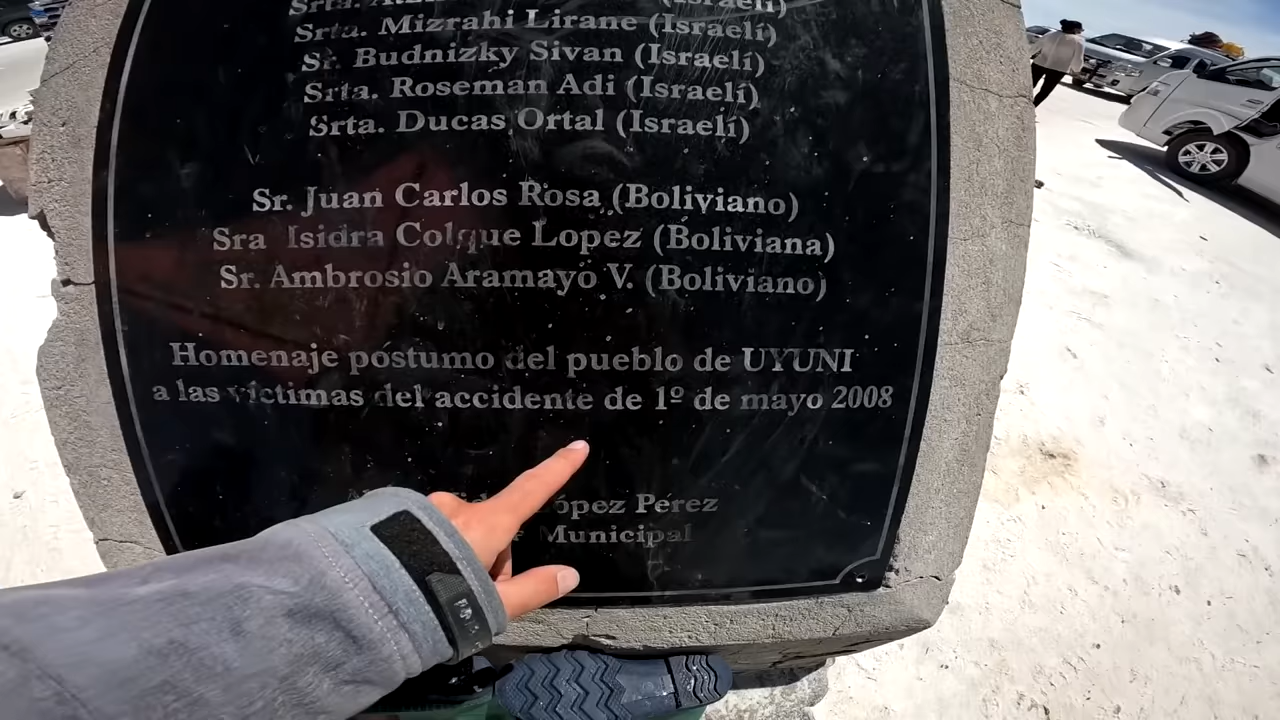 Srta. (Israelí)
Srta. Mizrahi Lirane (Israelí)
Sr. Budnizky Sivan (Israelí)
Srta. Roseman Adi (Israelí)
Srta. Ducas Ortal (Israelí)
Sr. Juan Carlos Rosa (Boliviano)
Sra Isidra Colque Lopez (Boliviana)
Sr. Ambrosio Aramayo V. (Boliviano)
Homenaje póstumo del pueblo de UYUNI
a las víctimas del accidente de 1º de mayo 2008
López Pérez
Municipal